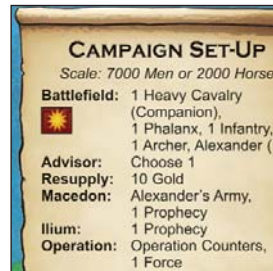 CAMPAIGN SET-UP
Scale: 7000 Men or 2000 Horse
Battlefield: 1 Heavy Cavalry
(Companion),
1 Phalanx, 1 Infantry,
1 Archer, Alexander (
Advisor: Choose 1
Resupply: 10 Gold
Macedon: Alexander's Army,
1 Prophecy
Ilium: 1 Prophecy
Operation: Operation Counters,
1 Force